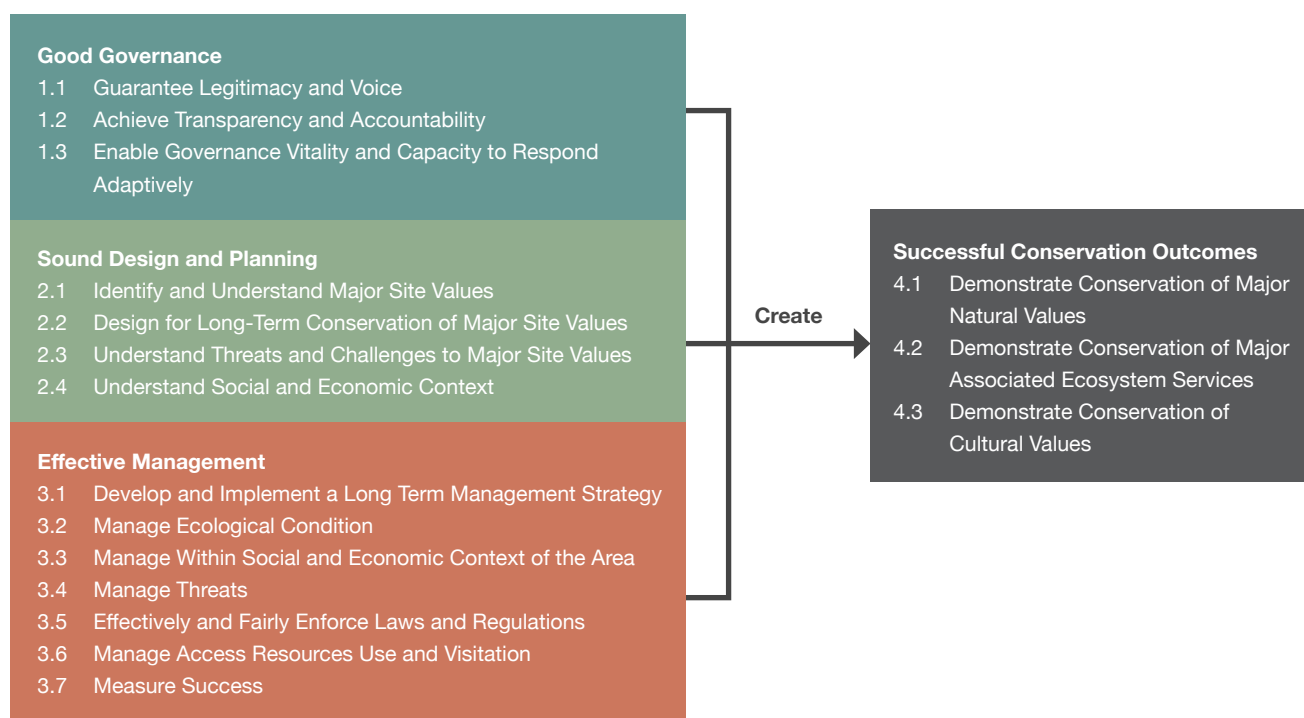 Good Governance
1.1 Guarantee Legitimacy and Voice
1.2 Achieve Transparency and Accountability
1.3 Enable Governance Vitality and Capacity to Respond
Adaptively
Sound Design and Planning
2.1 Identify and Understand Major Site Values
2.2 Design for Long-Term Conservation of Major Site Values
2.3 Understand Threats and Challenges to Major Site Values
2.4 Understand Social and Economic Context
Effective Management
3.1 Develop and Implement a Long Term Management Strategy
3.2 Manage Ecological Condition
3.3 Manage Within Social and Economic Context of the Area
3.4 Manage Threats
3.5 Effectively and Fairly Enforce Laws and Regulations
3.6 Manage Access Resources Use and Visitation
3.7 Measure Success
Create
Successful Conservation Outcomes
4.1 Demonstrate Conservation of Major
Natural Values
4.2 Demonstrate Conservation of Major
Associated Ecosystem Services
4.3 Demonstrate Conservation of
Cultural Values